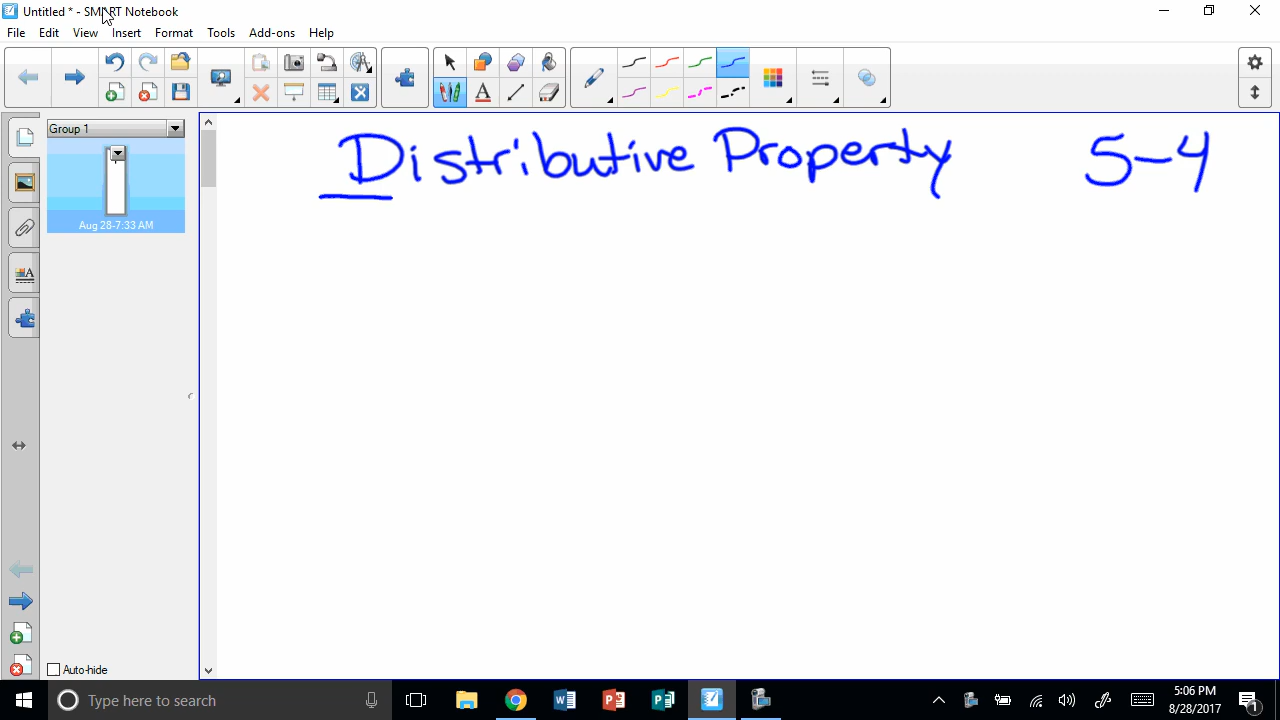 Untitled * - SMART Notebook
File Edit View Insert Format Tools Add-ons Help
Group 1
Distributive Property 5-4
Aug 28-7:33 AM
Auto-hide
Type here to search
5:06 PM
8/28/2017
1